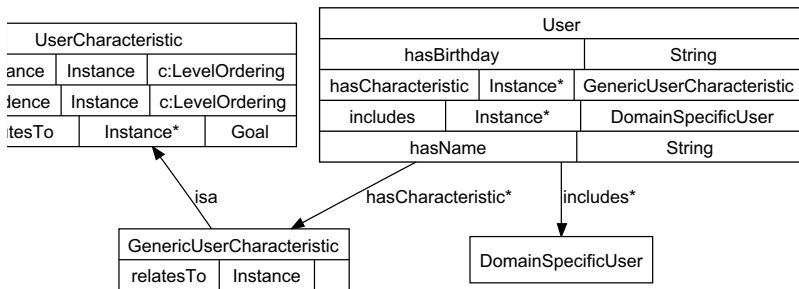 UserCharacteristic
Instance c:LevelOrdering
Instance c:LevelOrdering
Instance* Goal
User
hasBirthday String
hasCharacteristic Instance* GenericUserCharacteristic
includes Instance* DomainSpecificUser
hasName String
isa
hasCharacteristic*
includes*
GenericUserCharacteristic
relatesTo Instance
DomainSpecificUser